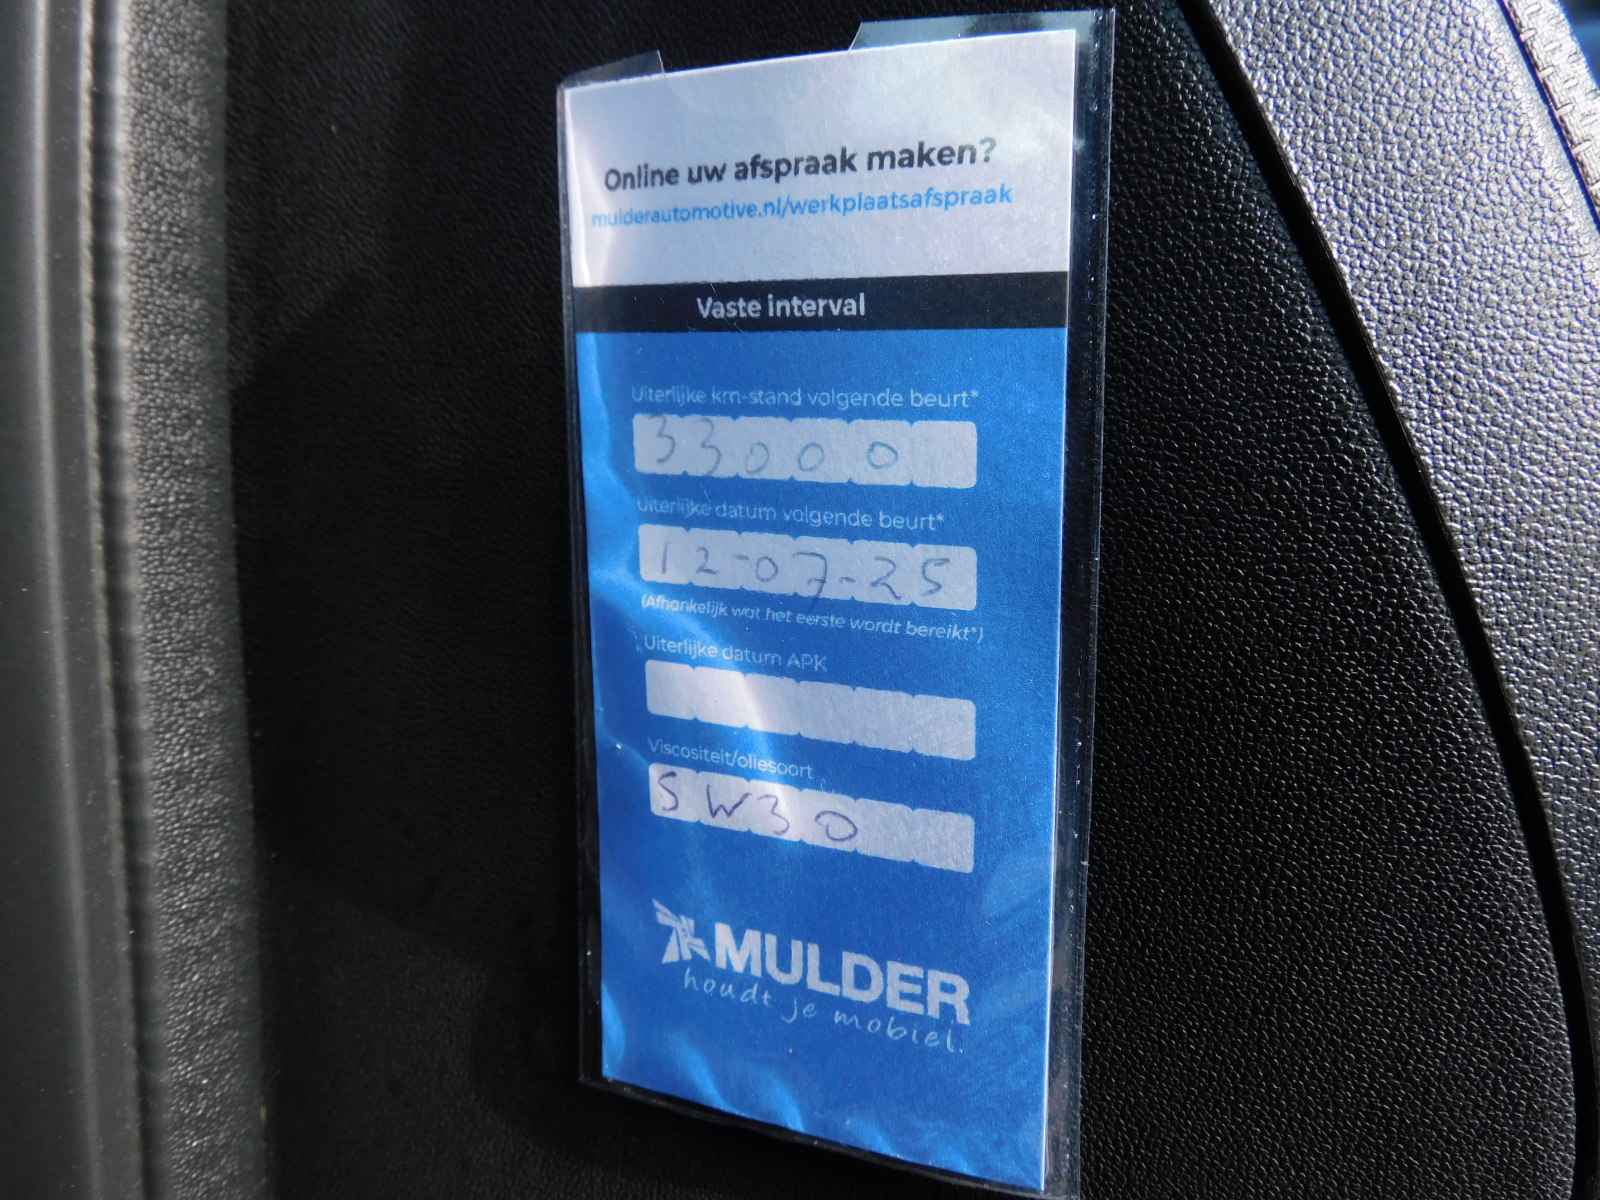 Online uw afspraak maken?
mulderautomotive.nl/werkplaatsafspraak
Vaste interval
Uiterlijke km-stand volgende beurt*
33000
Uiterlijke datum volgende beurt*
12-07-25
(Afhankelijk wat het eerste wordt bereikt*)
Uiterlijke datum APK
Viscositeit/oliesoort
5W30
MULDER
houdt je mobiel.